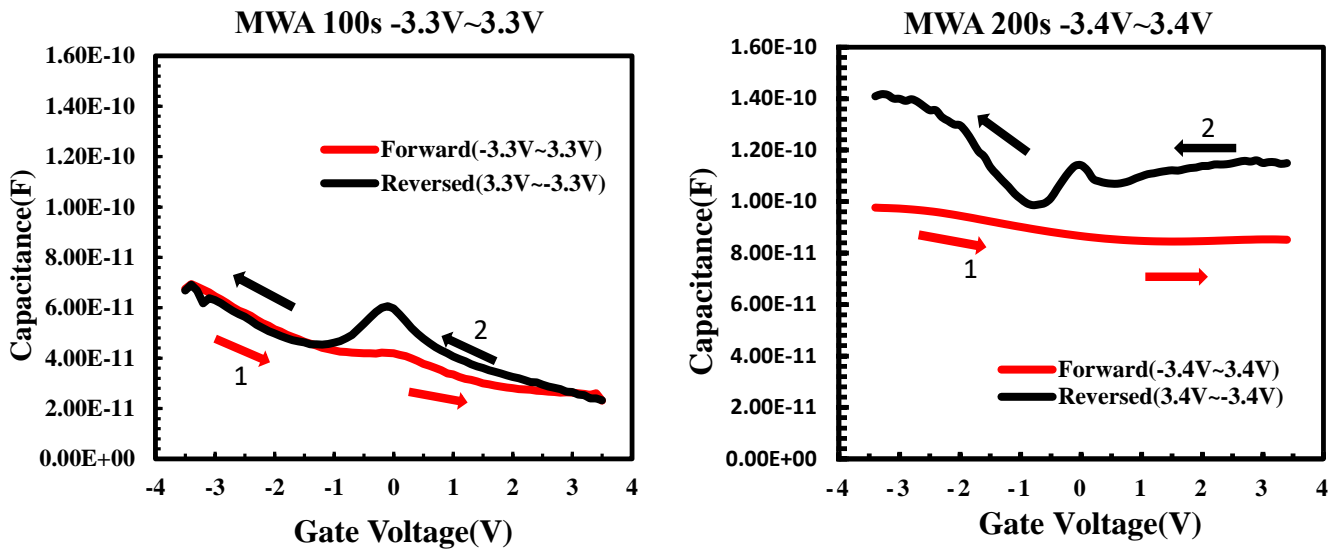 MWA 100s -3.3V~3.3V
1.60E-10
1.40E-10
1.20E-10
1.00E-10
8.00E-11
6.00E-11
4.00E-11
2.00E-11
0.00E+00
Capacitance(F)
Forward(-3.3V~3.3V)
Reversed(3.3V~-3.3V)
1
2
-4 -3 -2 -1 0 1 2 3 4
Gate Voltage(V)
MWA 200s -3.4V~3.4V
1.60E-10
1.40E-10
1.20E-10
1.00E-10
8.00E-11
6.00E-11
4.00E-11
2.00E-11
0.00E+00
Capacitance(F)
2
1
Forward(-3.4V~3.4V)
Reversed(3.4V~-3.4V)
-4 -3 -2 -1 0 1 2 3 4
Gate Voltage(V)